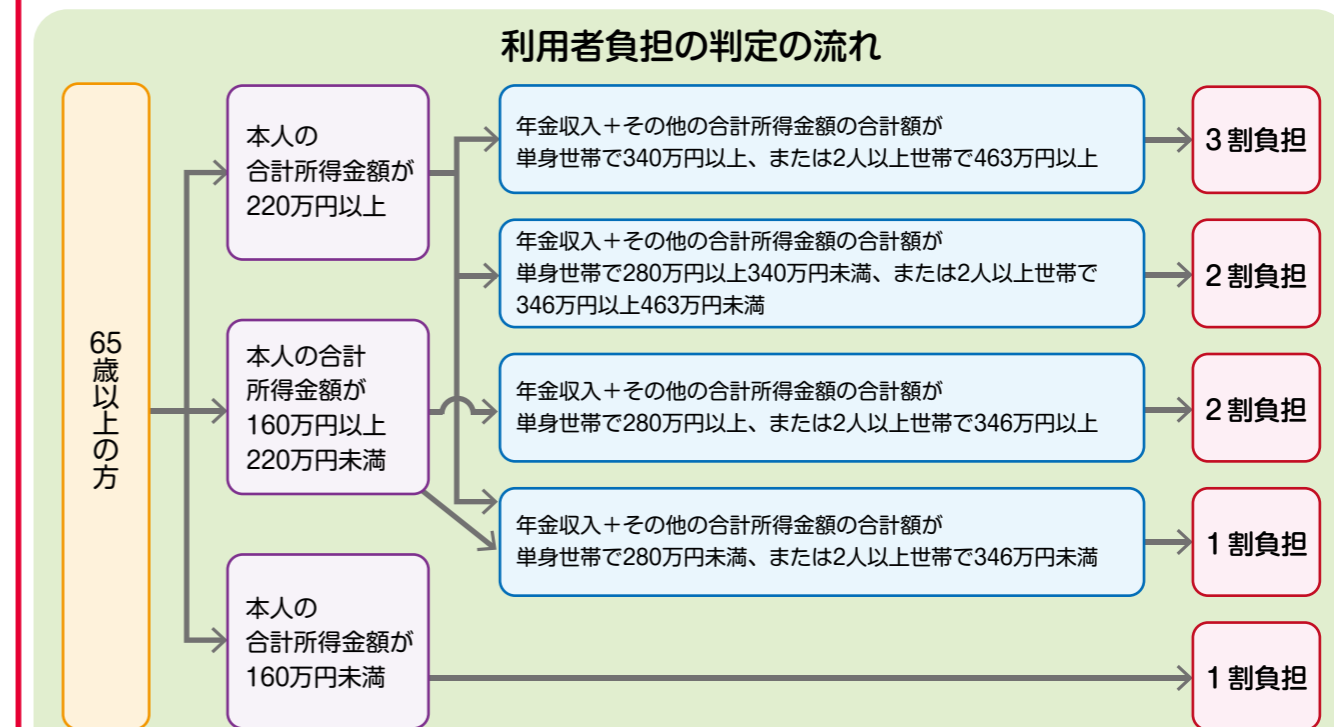 利用者負担の判定の流れ
65歳以上の方
本人の
合計所得金額が
220万円以上
年金収入+その他の合計所得金額の合計額が
単身世帯で340万円以上、または2人以上世帯で463万円以上
3割負担
年金収入+その他の合計所得金額の合計額が
単身世帯で280万円以上340万円未満、または2人以上世帯で
346万円以上463万円未満
2割負担
本人の合計
所得金額が
160万円以上
220万円未満
年金収入+その他の合計所得金額の合計額が
単身世帯で280万円以上、または2人以上世帯で346万円以上
2割負担
年金収入+その他の合計所得金額の合計額が
単身世帯で280万円未満、または2人以上世帯で346万円未満
1割負担
本人の
合計所得金額が
160万円未満
1割負担